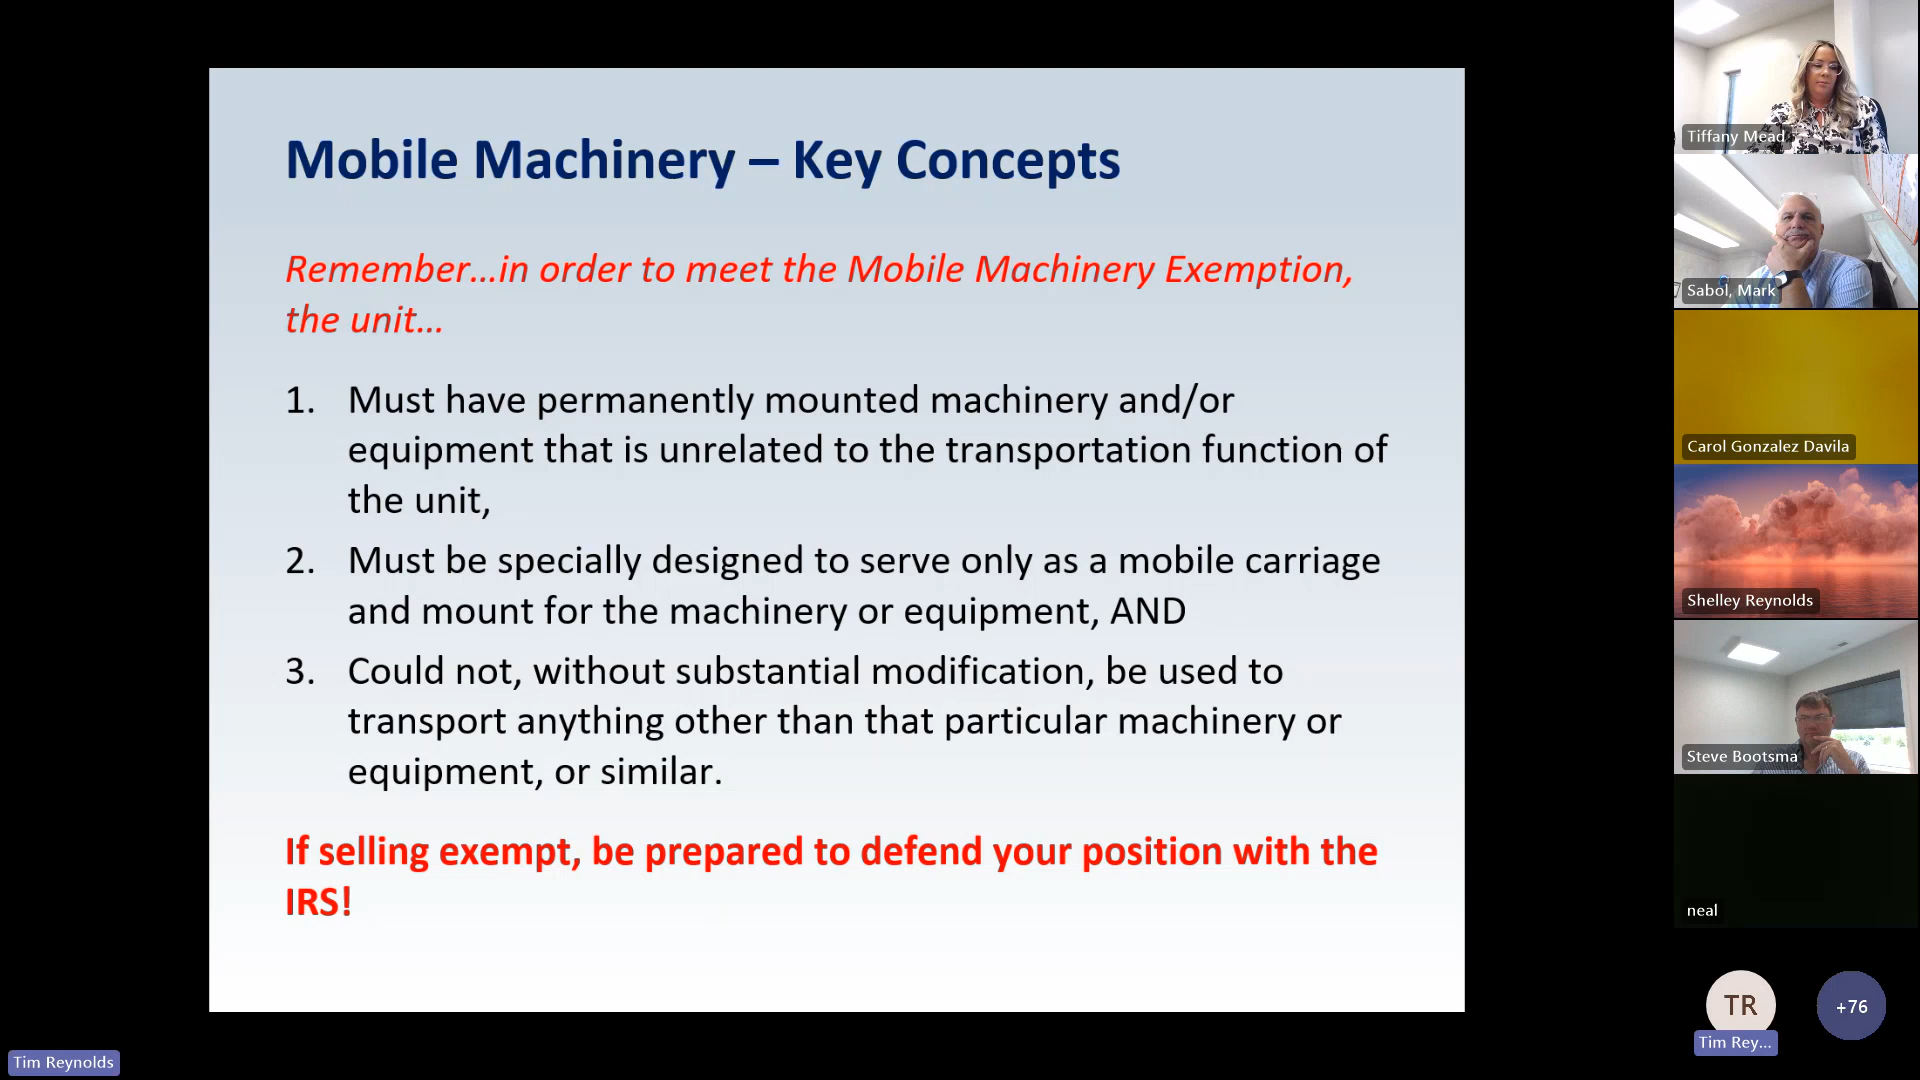 Mobile Machinery – Key Concepts
Remember...in order to meet the Mobile Machinery Exemption,
the unit...
1. Must have permanently mounted machinery and/or
equipment that is unrelated to the transportation function of
the unit,
2. Must be specially designed to serve only as a mobile carriage
and mount for the machinery or equipment, AND
3. Could not, without substantial modification, be used to
transport anything other than that particular machinery or
equipment, or similar.
If selling exempt, be prepared to defend your position with the
IRS!
Tim Reynolds
Tiffany Mead
Sabol, Mark
Carol Gonzalez Davila
Shelley Reynolds
Steve Bootsma
neal
TR
+76
Tim Rey...